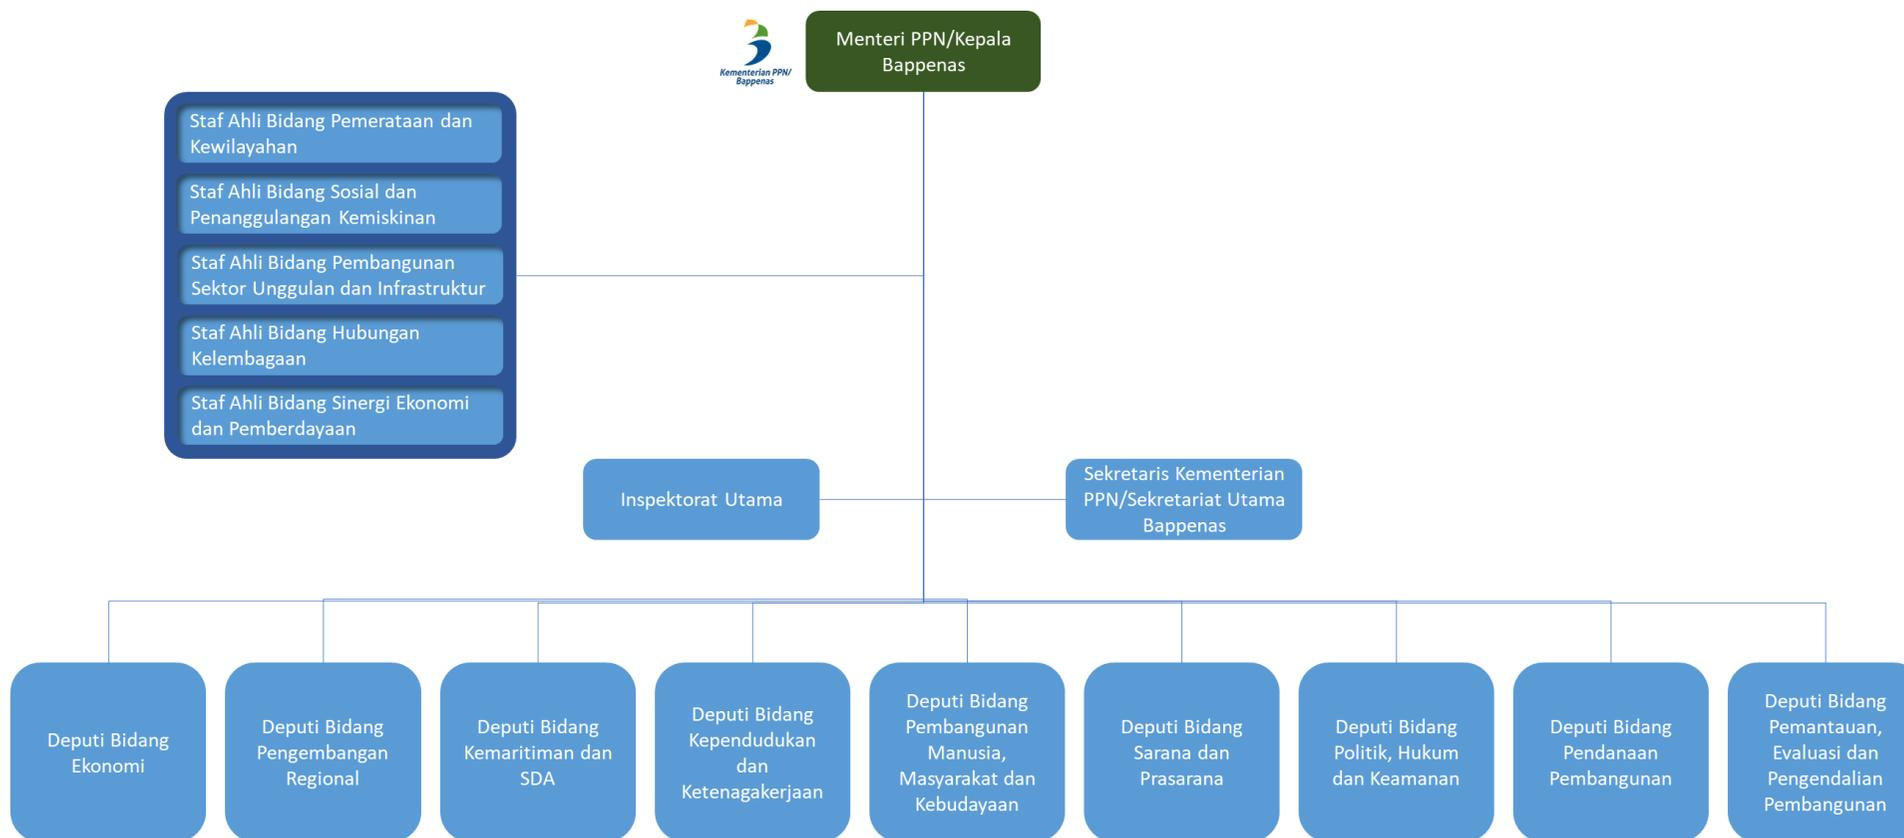 Kementerian PPN/
Bappenas
Menteri PPN/Kepala
Bappenas
Staf Ahli Bidang Pemerataan dan
Kewilayahan
Staf Ahli Bidang Sosial dan
Penanggulangan Kemiskinan
Staf Ahli Bidang Pembangunan
Sektor Unggulan dan Infrastruktur
Staf Ahli Bidang Hubungan
Kelembagaan
Staf Ahli Bidang Sinergi Ekonomi
dan Pemberdayaan
Inspektorat Utama
Sekretaris Kementerian
PPN/Sekretariat Utama
Bappenas
Deputi Bidang
Ekonomi
Deputi Bidang
Pengembangan
Regional
Deputi Bidang
Kemaritiman dan
SDA
Deputi Bidang
Kependudukan
dan
Ketenagakerjaan
Deputi Bidang
Pembangunan
Manusia,
Masyarakat dan
Kebudayaan
Deputi Bidang
Sarana dan
Prasarana
Deputi Bidang
Politik, Hukum
dan Keamanan
Deputi Bidang
Pendanaan
Pembangunan
Deputi Bidang
Pemantauan,
Evaluasi dan
Pengendalian
Pembangunan